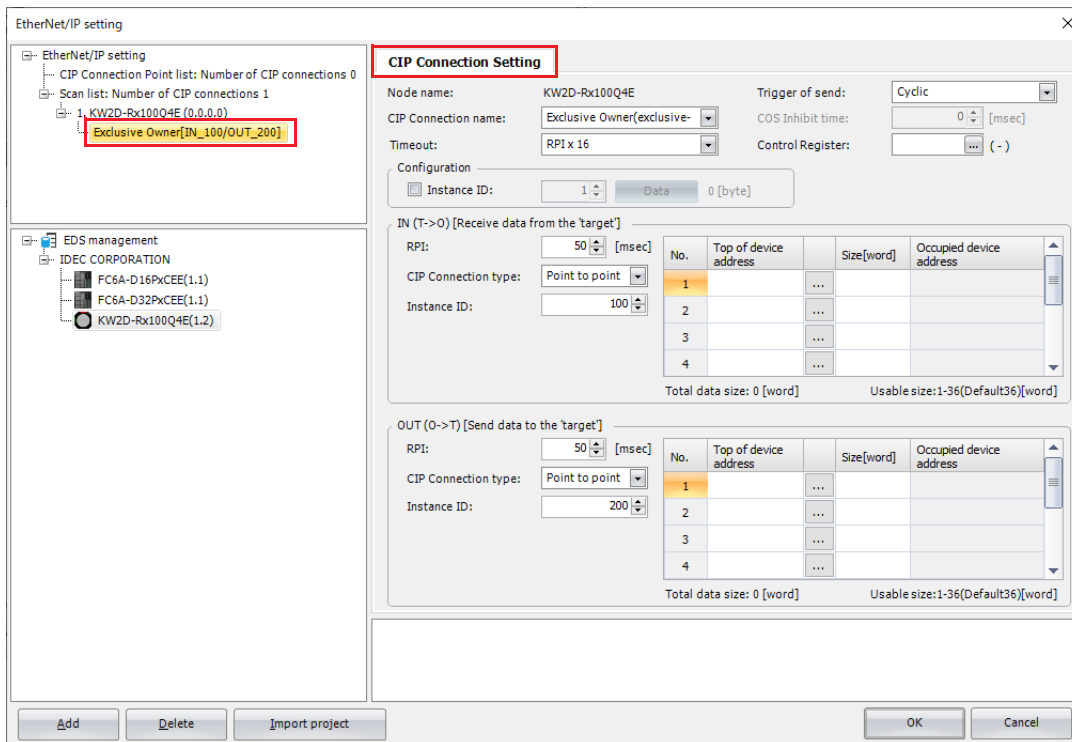 EtherNet/IP setting
EtherNet/IP setting
CIP Connection Point list: Number of CIP connections 0
Scan list: Number of CIP connections 1
1, KW2D-Rx100Q4E (0.0.0.0)
Exclusive Owner[IN_100/OUT_200]
EDS management
IDEC CORPORATION
FC6A-D16PxCEE(1.1)
FC6A-D32PxCEE(1.1)
KW2D-Rx100Q4E(1.2)
CIP Connection Setting
Node name: KW2D-Rx100Q4E Trigger of send: Cyclic
CIP Connection name: Exclusive Owner(exclusive- COS Inhibit time: 0 [msec]
Timeout: RPI x 16 Control Register: ... (-)
Configuration
Instance ID: 1 Data 0 [byte]
IN (T->O) [Receive data from the 'target']
RPI: 50 [msec]
CIP Connection type: Point to point
Instance ID: 100
No. Top of device address Size[word] Occupied device address
1 ...
2 ...
3 ...
4 ...
Total data size: 0 [word] Usable size:1-36(Default36)[word]
OUT (O->T) [Send data to the 'target']
RPI: 50 [msec]
CIP Connection type: Point to point
Instance ID: 200
No. Top of device address Size[word] Occupied device address
1 ...
2 ...
3 ...
4 ...
Total data size: 0 [word] Usable size:1-36(Default36)[word]
Add Delete Import project OK Cancel